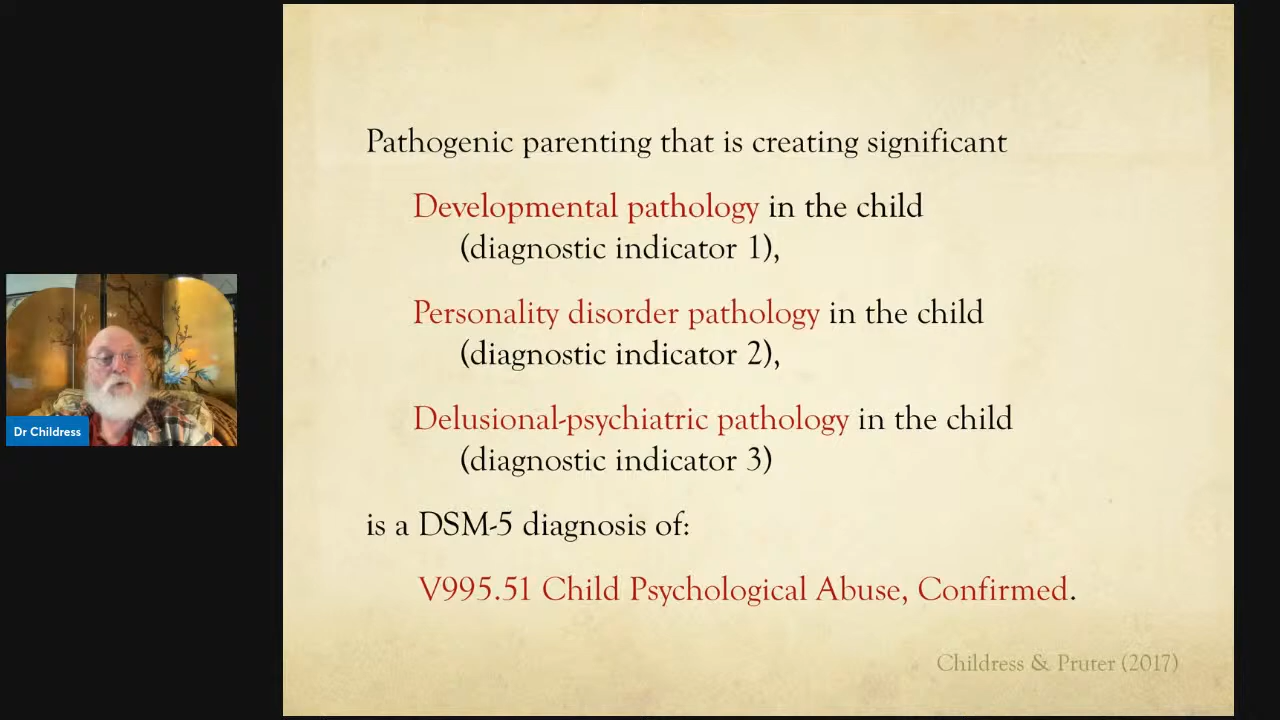 Pathogenic parenting that is creating significant
Developmental pathology in the child
(diagnostic indicator 1),
Personality disorder pathology in the child
(diagnostic indicator 2),
Delusional-psychiatric pathology in the child
(diagnostic indicator 3)
is a DSM-5 diagnosis of:
V995.51 Child Psychological Abuse, Confirmed.
Childress & Pruter (2017)
Dr Childress